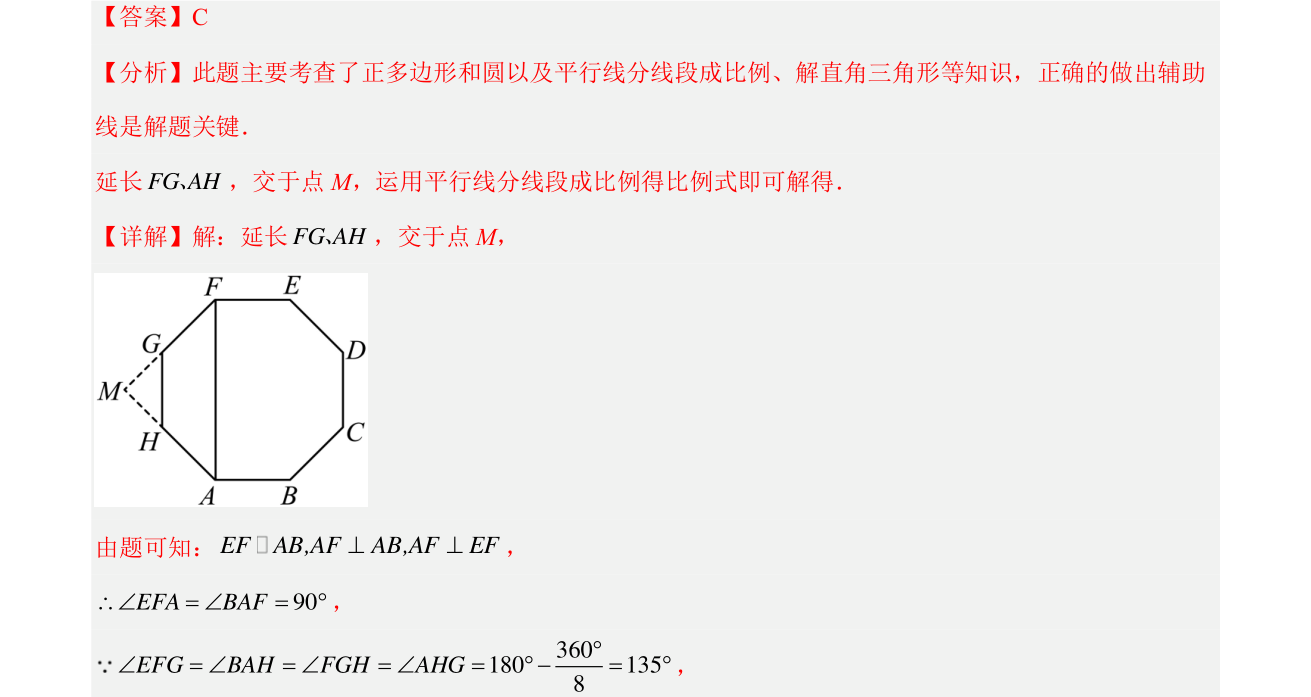 【答案】C
【分析】此题主要考查了正多边形和圆以及平行线分线段成比例、解直角三角形等知识，正确的做出辅助
线是解题关键．
延长FG、AH，交于点M，运用平行线分线段成比例得比例式即可解得．
【详解】解：延长FG、AH，交于点M，
F E
G D
M
H C
A B
由题可知：EF▯AB,AF⊥AB,AF⊥EF，
∴∠EFA=∠BAF=90°，
∵∠EFG=∠BAH=∠FGH=∠AHG=180°−360°/8=135°，